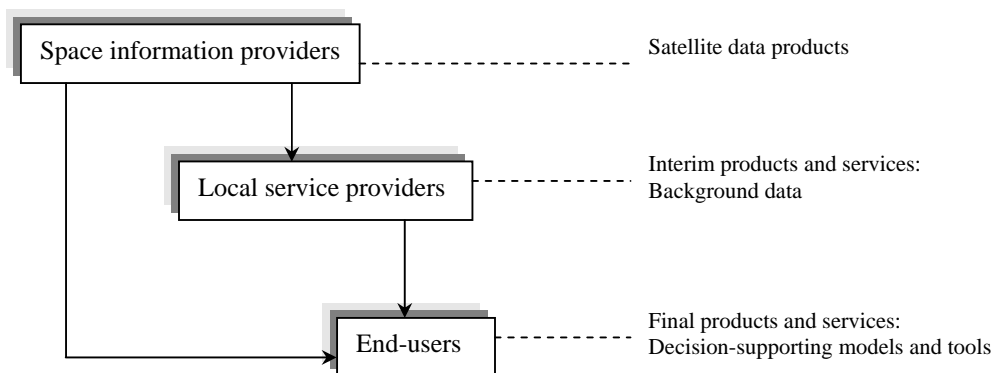 Space information providers
Satellite data products
Local service providers
Interim products and services:
Background data
End-users
Final products and services:
Decision-supporting models and tools